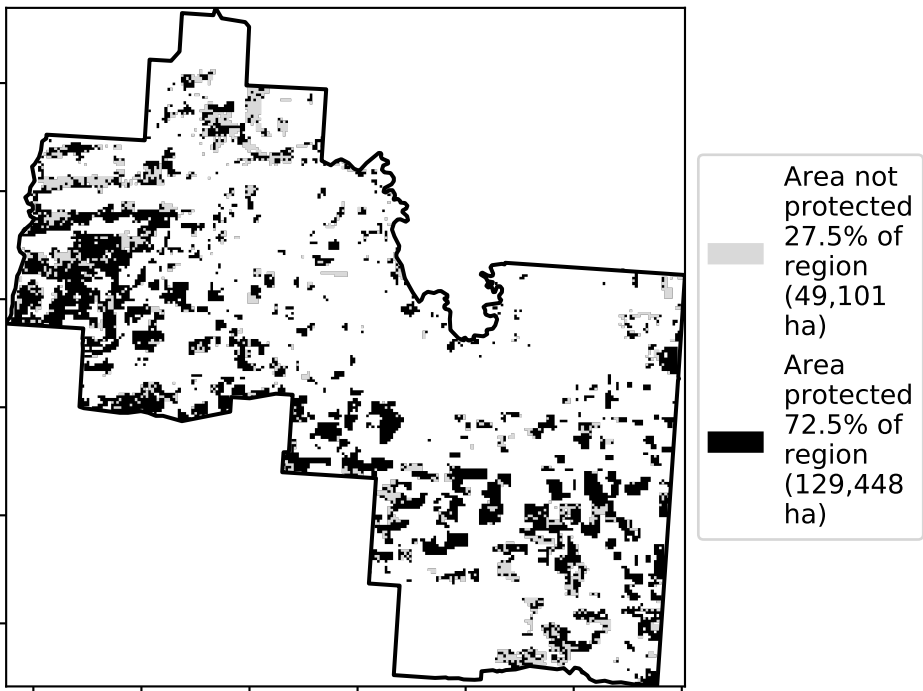 Area not
protected
27.5% of
region
(49,101
ha)
Area
protected
72.5% of
region
(129,448
ha)